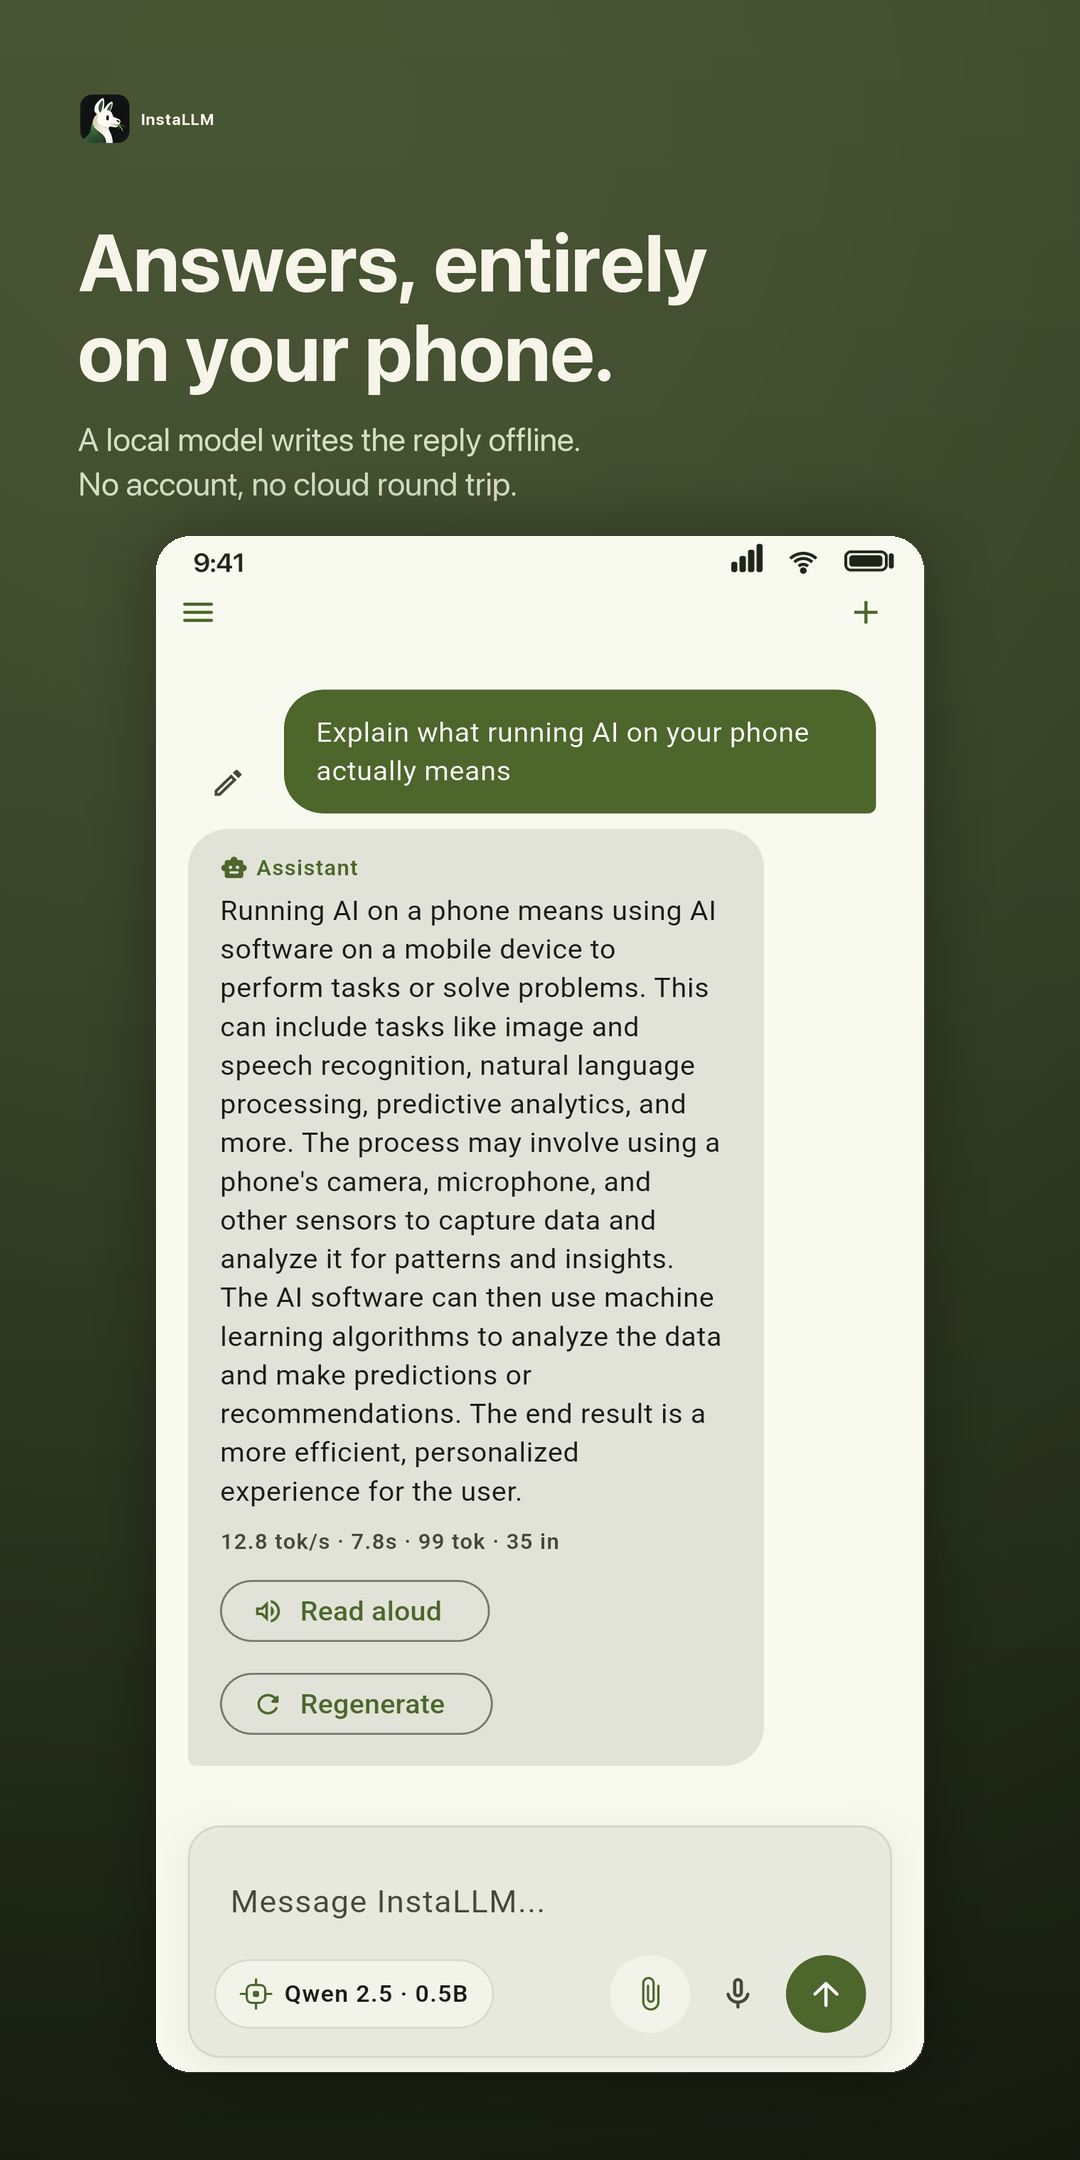 InstaLLM
Answers, entirely
on your phone.
A local model writes the reply offline.
No account, no cloud round trip.
9:41
Explain what running AI on your phone
actually means
Assistant
Running AI on a phone means using AI
software on a mobile device to
perform tasks or solve problems. This
can include tasks like image and
speech recognition, natural language
processing, predictive analytics, and
more. The process may involve using a
phone's camera, microphone, and
other sensors to capture data and
analyze it for patterns and insights.
The AI software can then use machine
learning algorithms to analyze the data
and make predictions or
recommendations. The end result is a
more efficient, personalized
experience for the user.
12.8 tok/s · 7.8s · 99 tok · 35 in
Read aloud
Regenerate
Message InstaLLM...
Qwen 2.5 · 0.5B